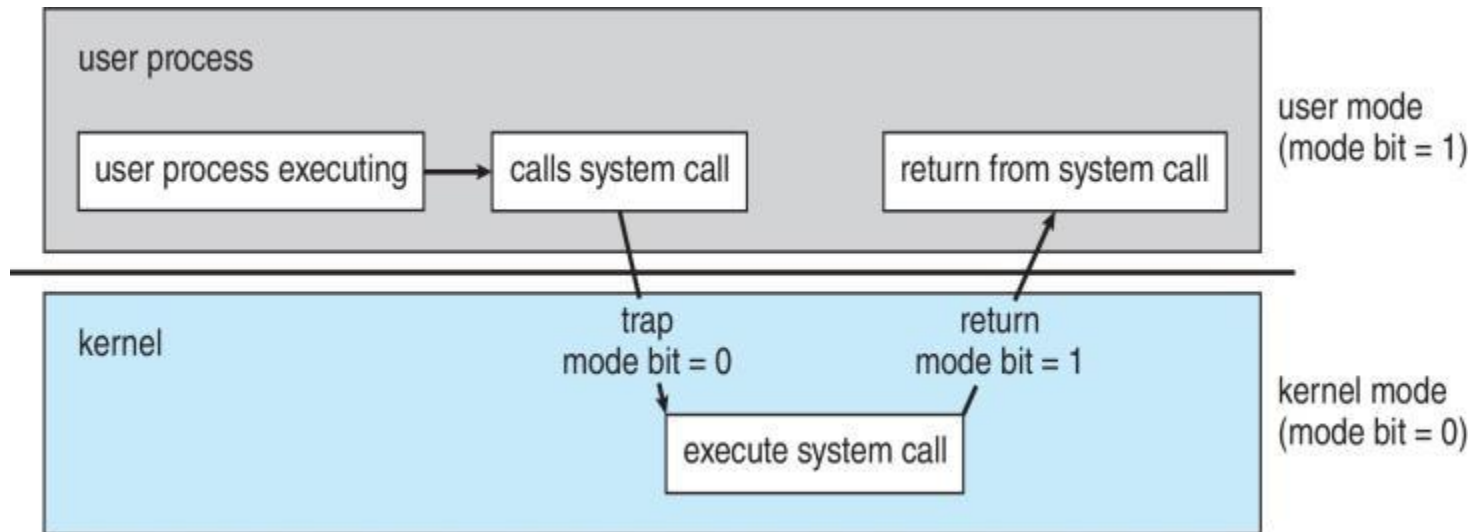 user process
user process executing
calls system call
return from system call
user mode
(mode bit = 1)
kernel
trap
mode bit = 0
return
mode bit = 1
execute system call
kernel mode
(mode bit = 0)